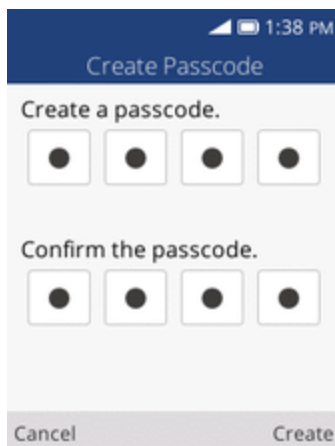 1:38 PM
Create Passcode
Create a passcode.
Confirm the passcode.
Cancel Create